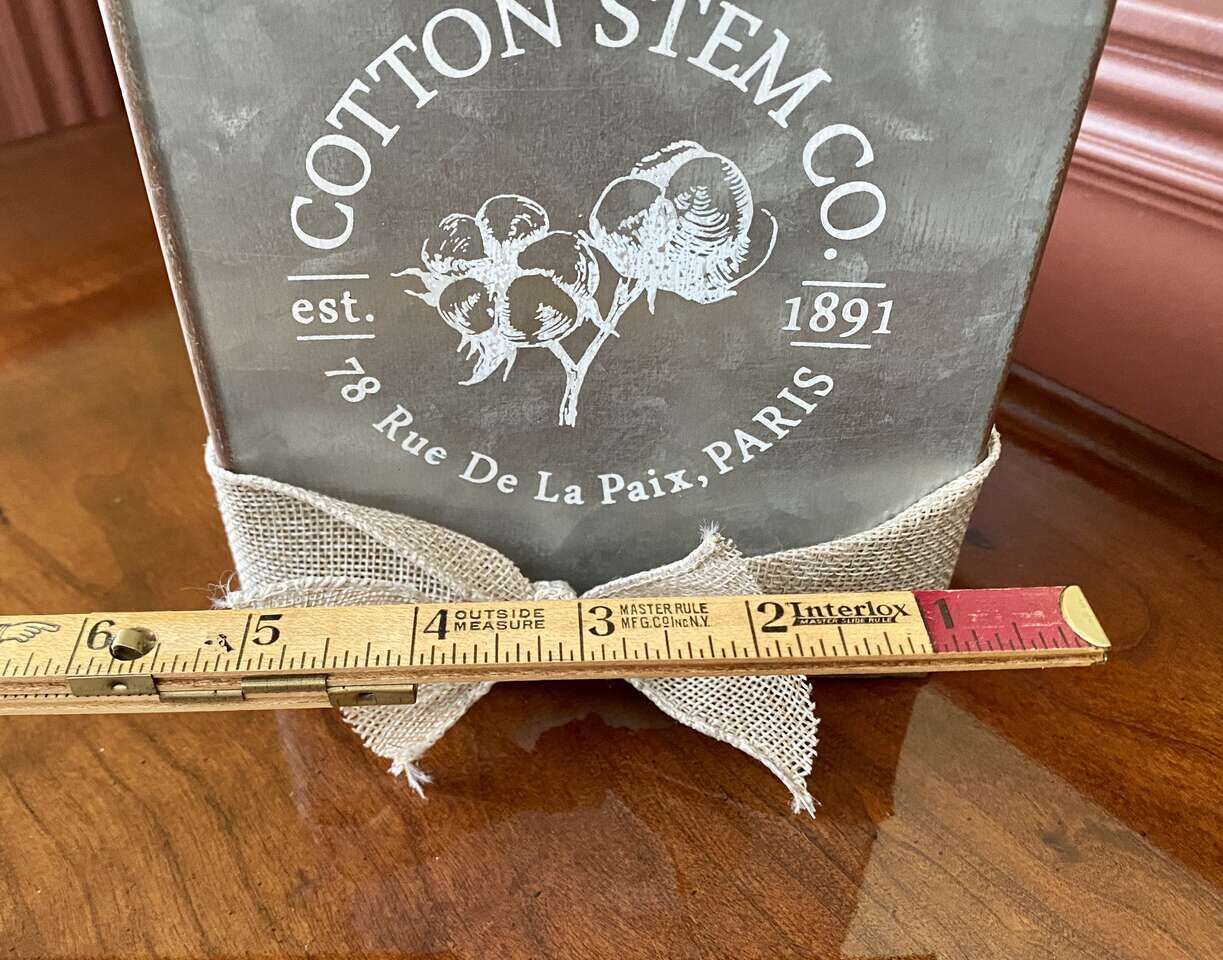 COTTON STEM CO.
est.
1891
78 Rue De La Paix, PARIS
6
5
4 OUTSIDE
MEASURE
3 MASTER RULE
MFG.CO INC N.Y.
2 Interlox
MASTER SLIDE RULE
1